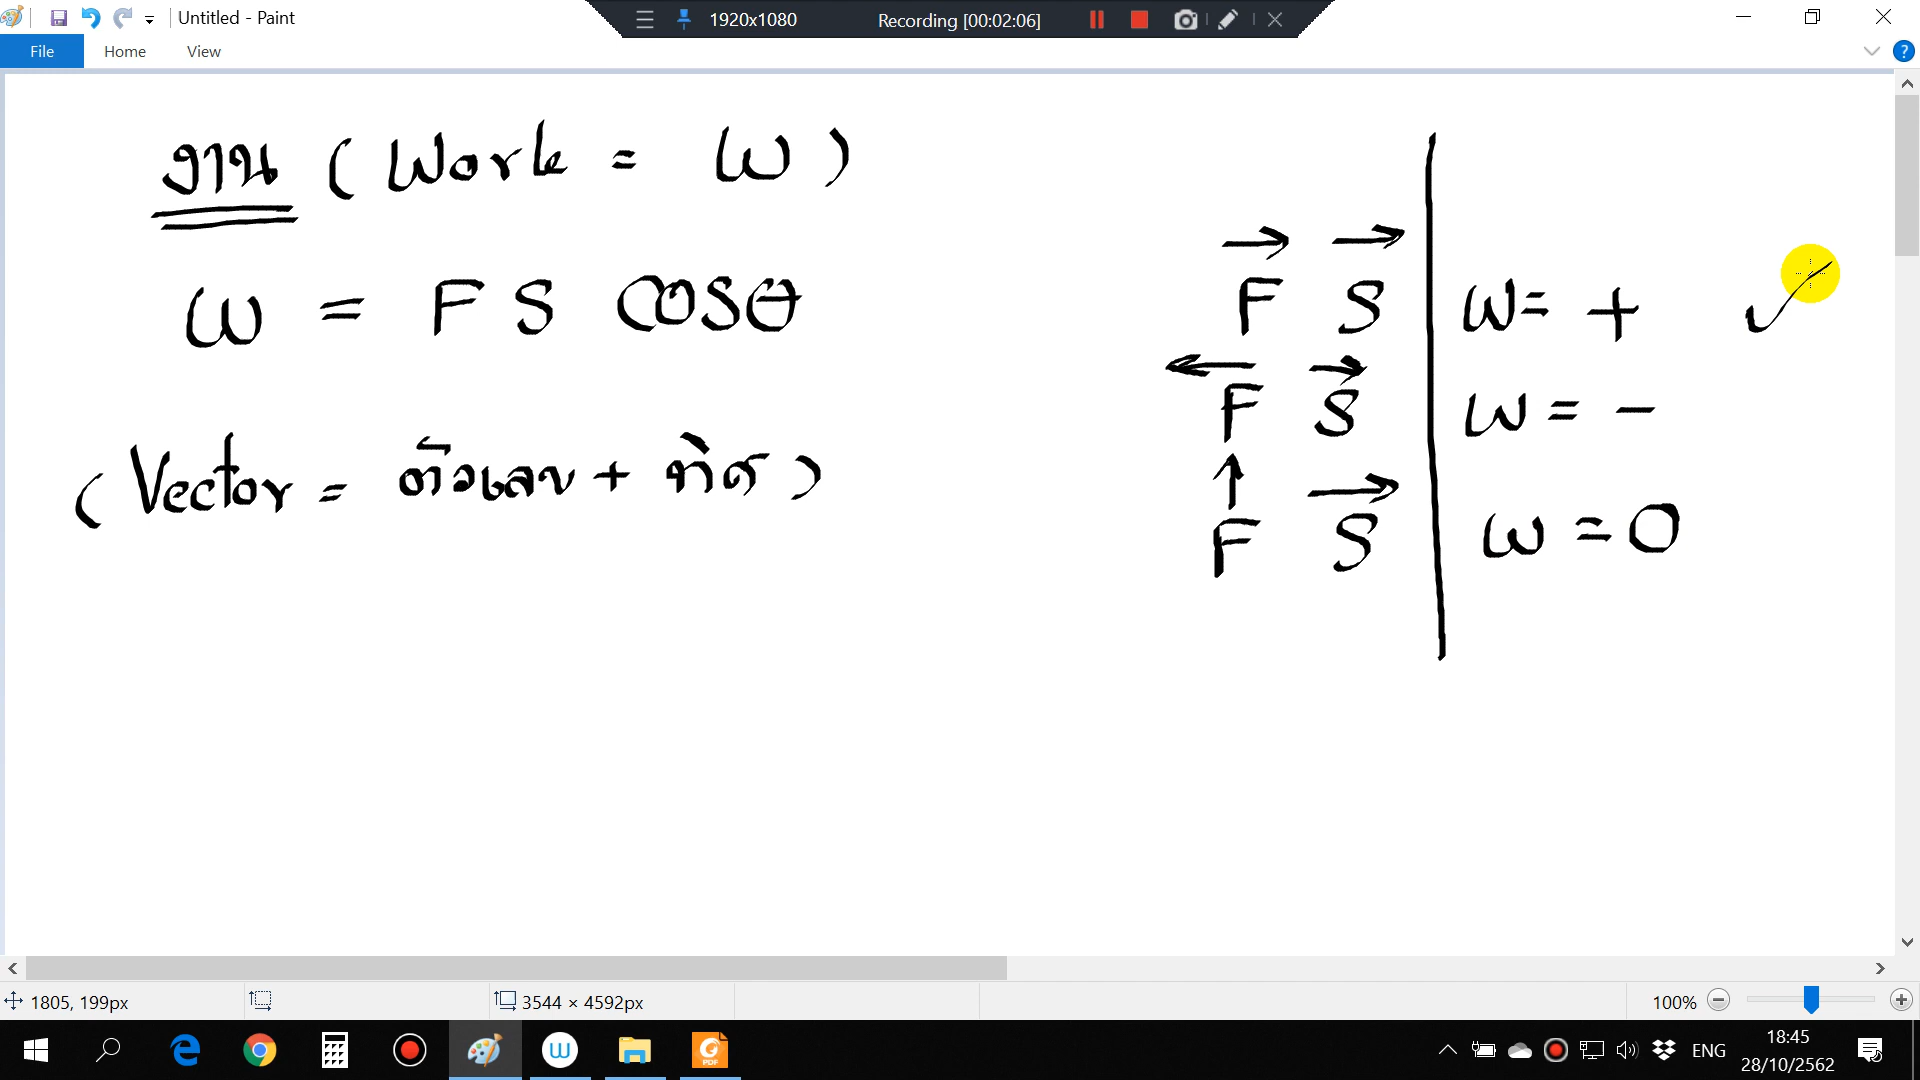 Untitled - Paint
1920x1080
Recording [00:02:06]
File Home View
งาน (Work = W)
W = F S COSθ
(Vector = ตัวเลข + ทิศ)
F S W= + ✓
F S W = −
F S W = 0
1805, 199px
3544 × 4592px
100%
PDF
ENG
18:45
28/10/2562